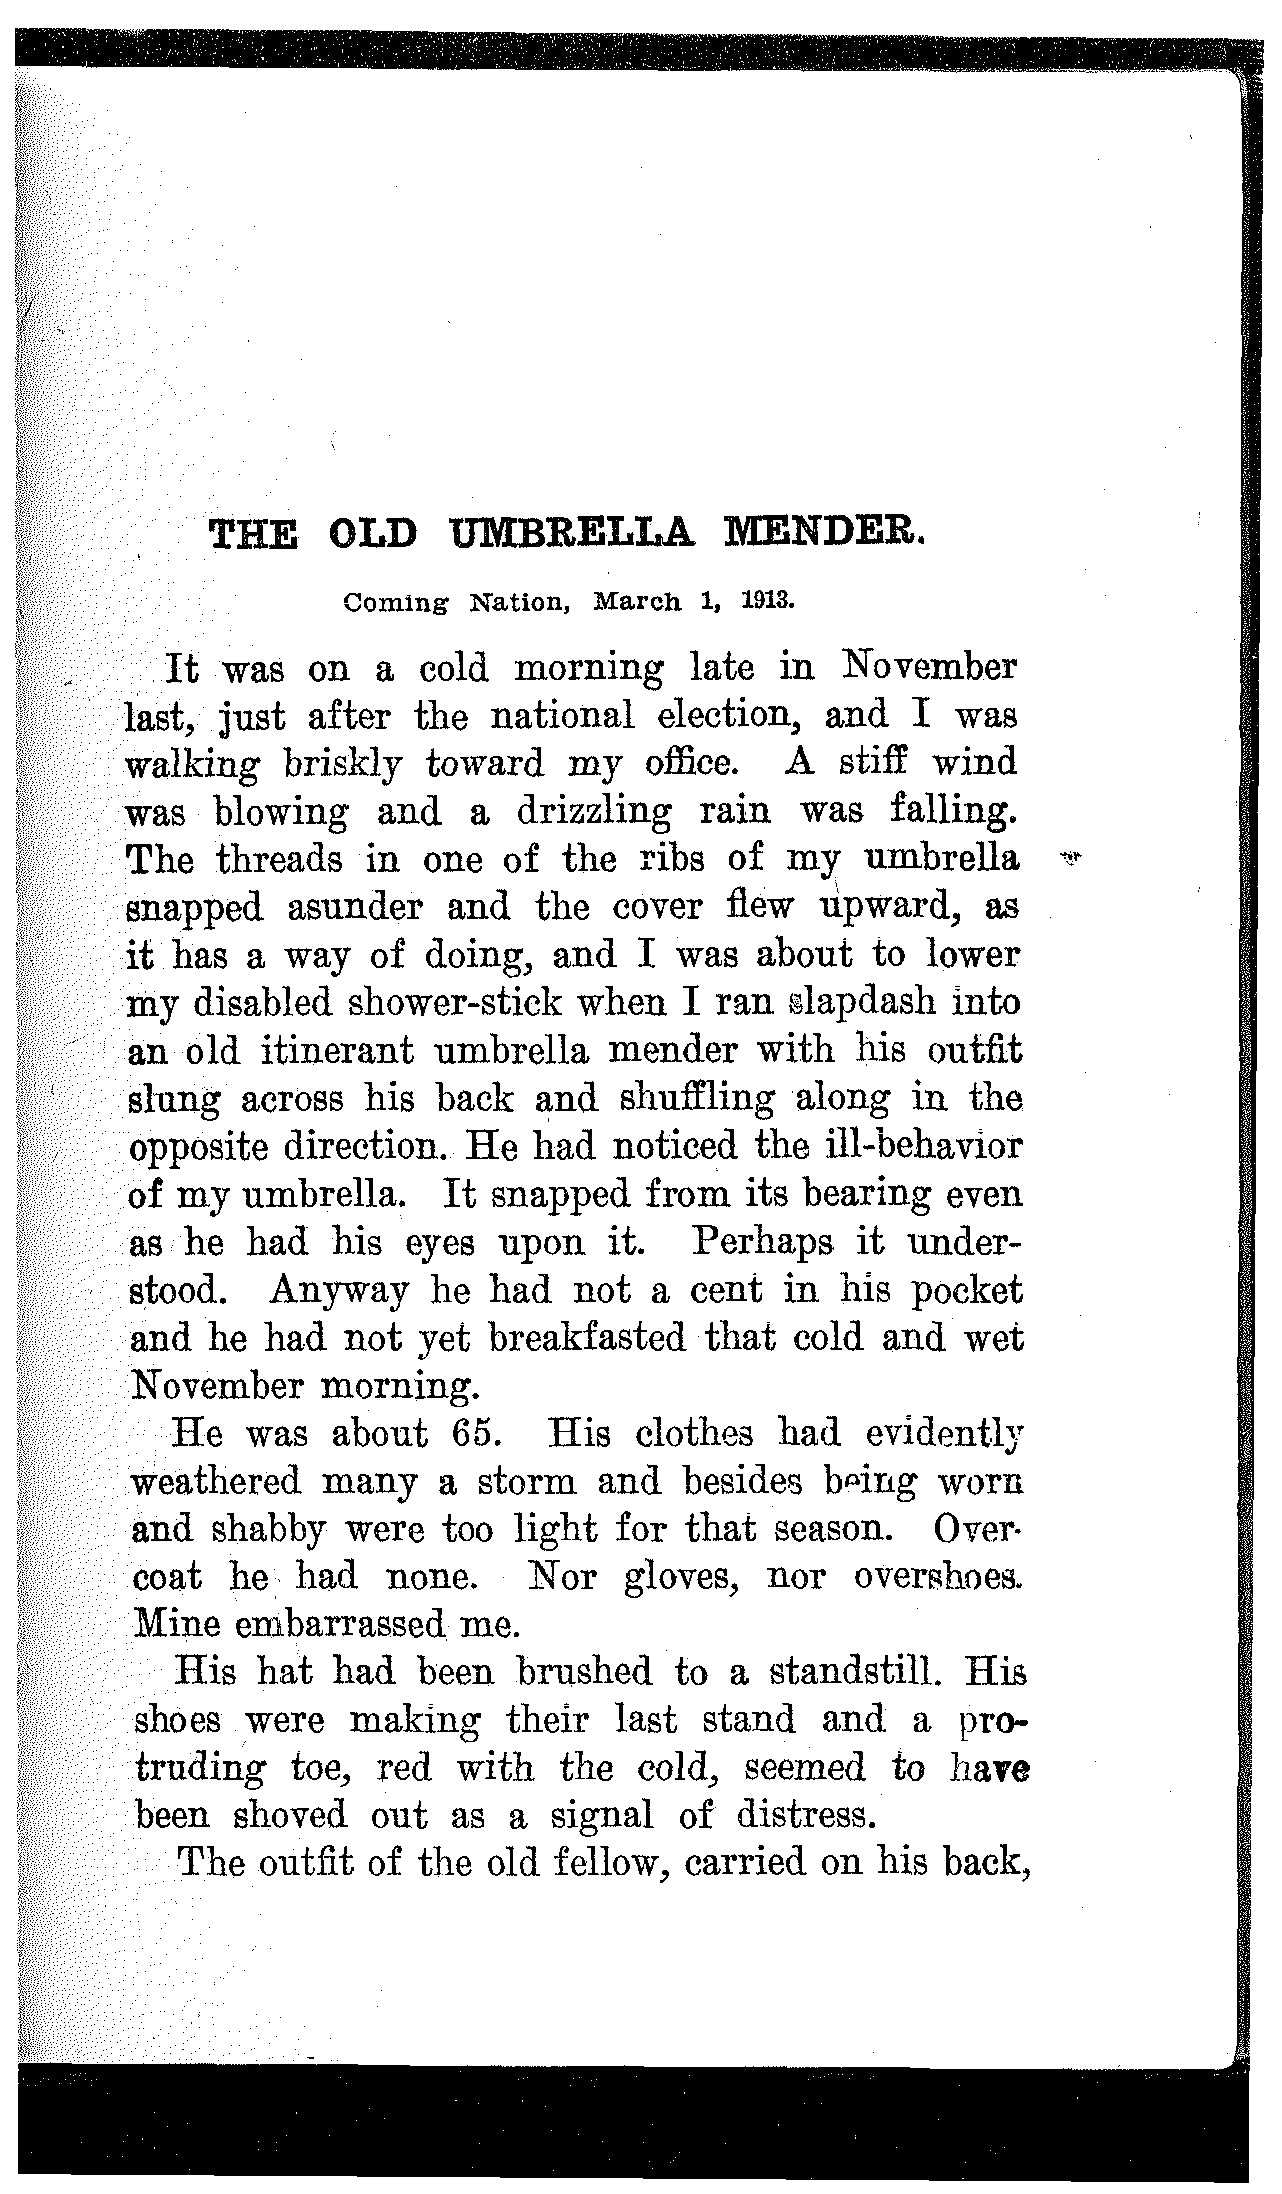 THE OLD UMBRELLA MENDER.
Coming Nation, March 1, 1913.
It was on a cold morning late in November
last, just after the national election, and I was
walking briskly toward my office. A stiff wind
was blowing and a drizzling rain was falling.
The threads in one of the ribs of my umbrella
snapped asunder and the cover flew upward, as
it has a way of doing, and I was about to lower
my disabled shower-stick when I ran slapdash into
an old itinerant umbrella mender with his outfit
slung across his back and shuffling along in the
opposite direction. He had noticed the ill-behavior
of my umbrella. It snapped from its bearing even
as he had his eyes upon it. Perhaps it under-
stood. Anyway he had not a cent in his pocket
and he had not yet breakfasted that cold and wet
November morning.
He was about 65. His clothes had evidently
weathered many a storm and besides being worn
and shabby were too light for that season. Over-
coat he had none. Nor gloves, nor overshoes.
Mine embarrassed me.
His hat had been brushed to a standstill. His
shoes were making their last stand and a pro-
truding toe, red with the cold, seemed to have
been shoved out as a signal of distress.
The outfit of the old fellow, carried on his back,